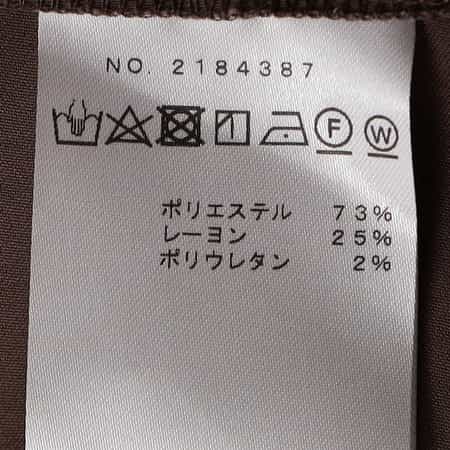 NO. 2184387
F W
ポリエステル 73%
レーヨン 25%
ポリウレタン 2%